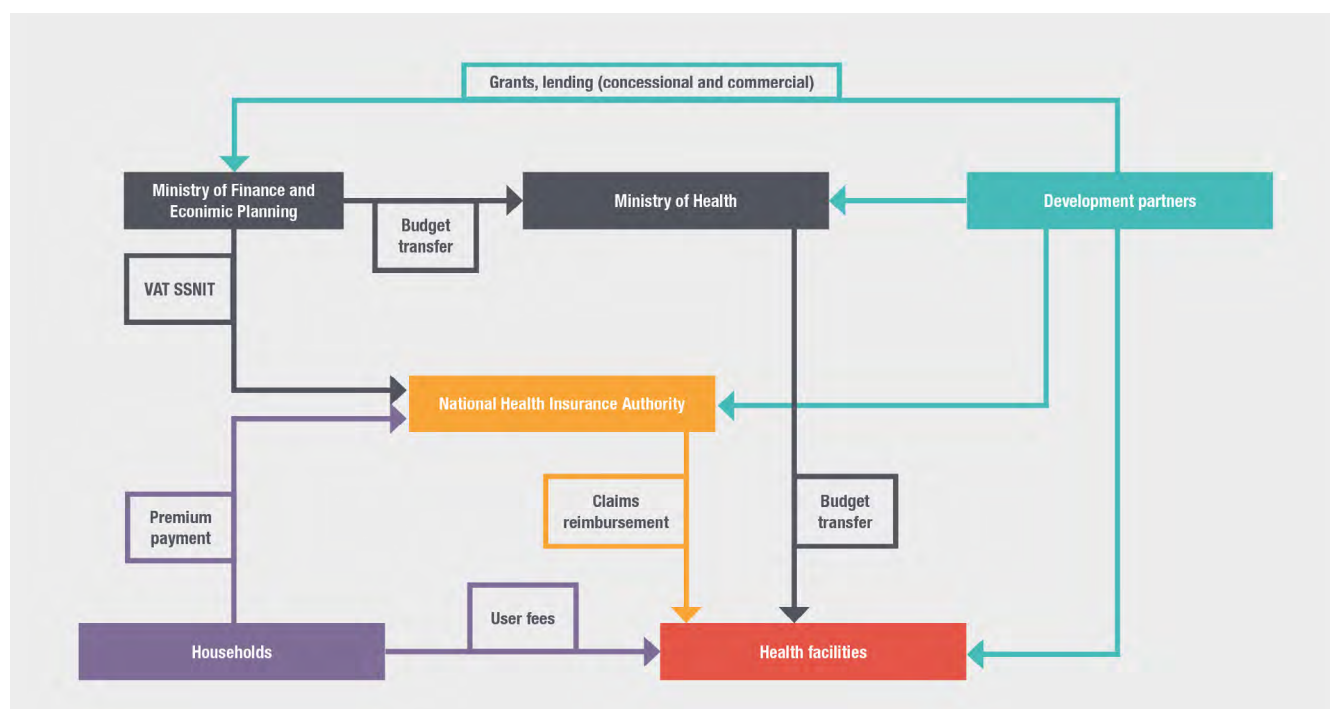 Grants, lending (concessional and commercial)
Ministry of Finance and
Econimic Planning
Ministry of Health
Development partners
Budget
transfer
VAT SSNIT
National Health Insurance Authority
Premium
payment
Claims
reimbursement
Budget
transfer
User fees
Households
Health facilities